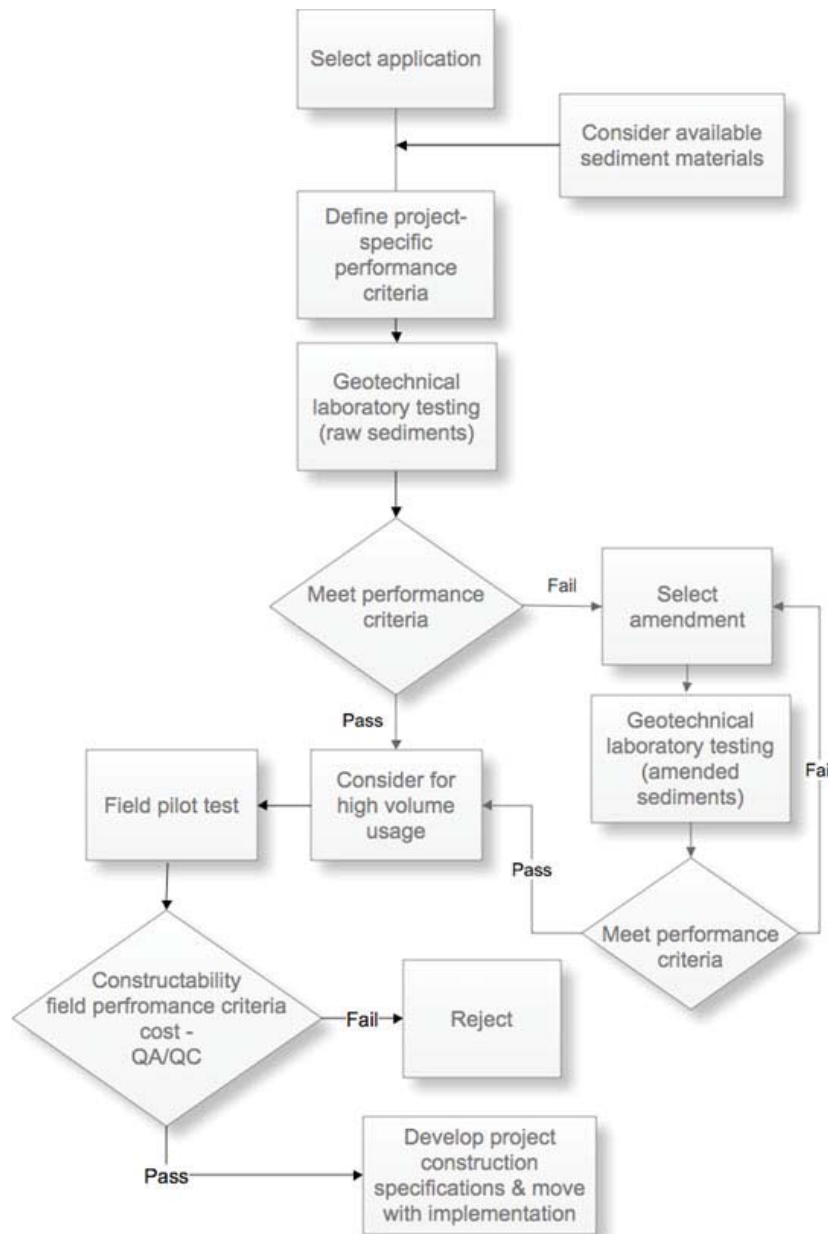 Select application
Consider available
sediment materials
Define project-
specific
performance
criteria
Geotechnical
laboratory testing
(raw sediments)
Meet performance
criteria
Fail
Select
amendment
Pass
Geotechnical
laboratory testing
(amended
sediments)
Fail
Field pilot test
Consider for
high volume
usage
Pass
Meet performance
criteria
Constructability
field perfromance criteria
cost -
QA/QC
Fail
Reject
Pass
Develop project
construction
specifications & move
with implementation